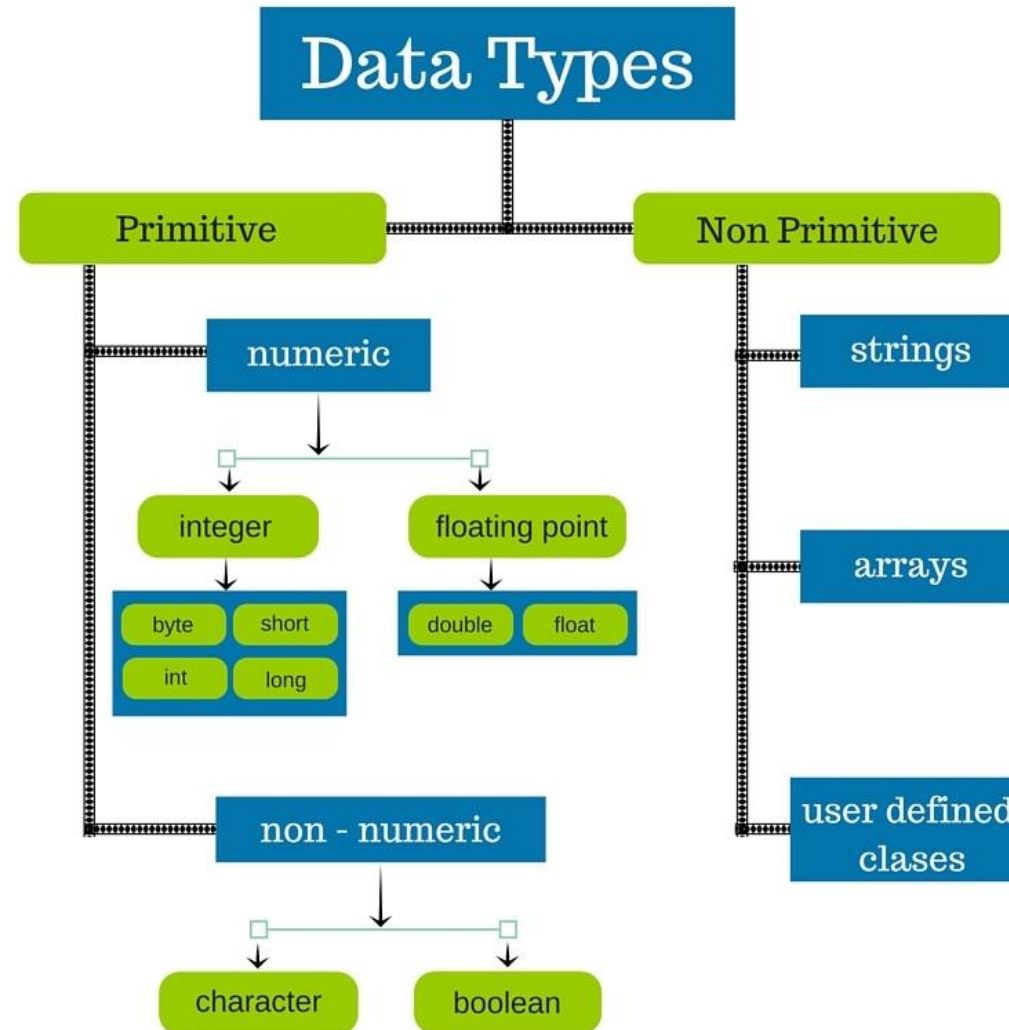 Data Types
Primitive
Non Primitive
numeric
strings
integer
floating point
arrays
byte
short
double
float
int
long
non - numeric
user defined
clases
character
boolean